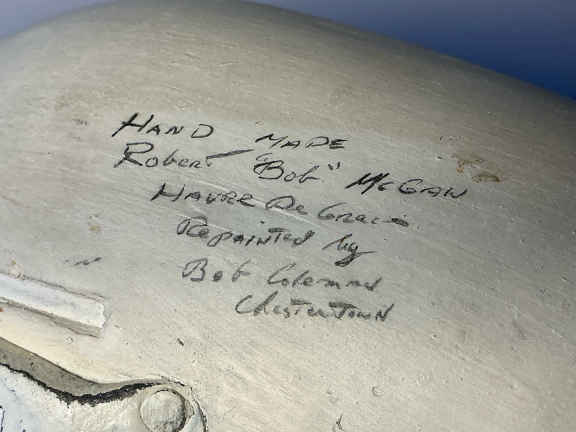 HAND MADE
Robert "Bob" McGAW
HAVRE De Grace
Repainted by
Bob Coleman
Chestertown